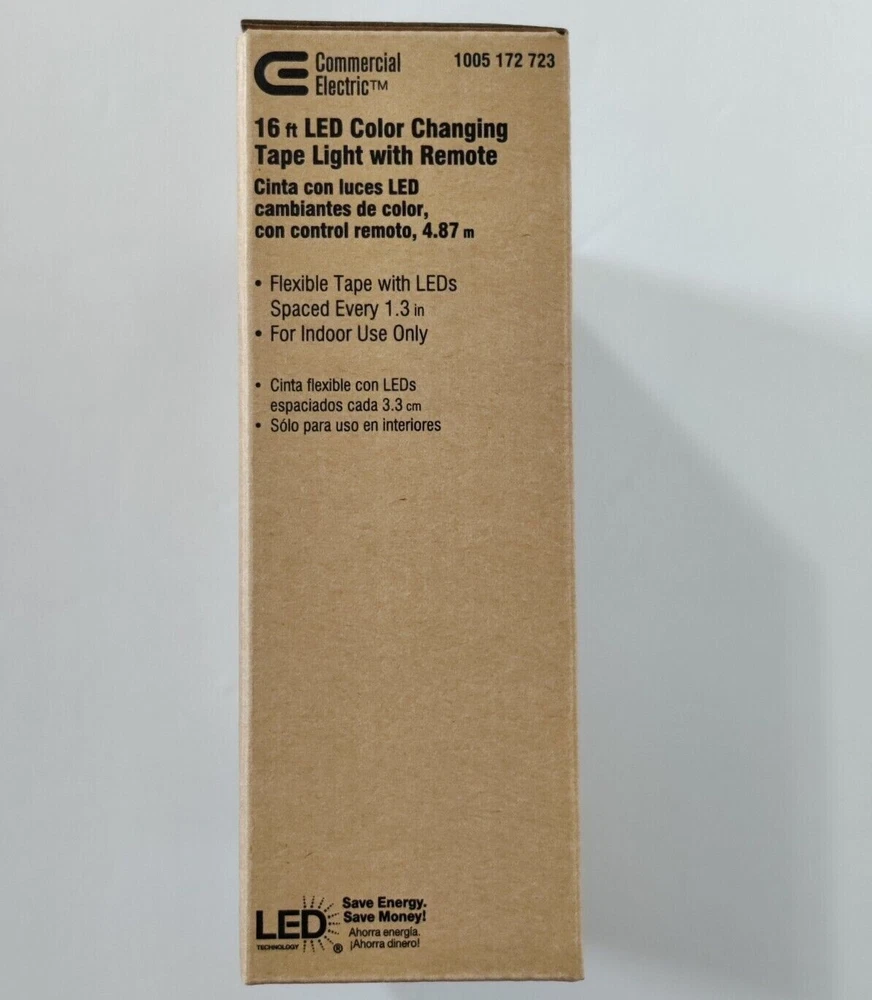 Commercial
Electric™
1005 172 723
16 ft LED Color Changing
Tape Light with Remote
Cinta con luces LED
cambiantes de color,
con control remoto, 4.87 m
• Flexible Tape with LEDs
Spaced Every 1.3 in
• For Indoor Use Only
• Cinta flexible con LEDs
espaciados cada 3.3 cm
• Sólo para uso en interiores
LED
TECHNOLOGY ®
Save Energy.
Save Money!
Ahorra energía.
¡Ahorra dinero!